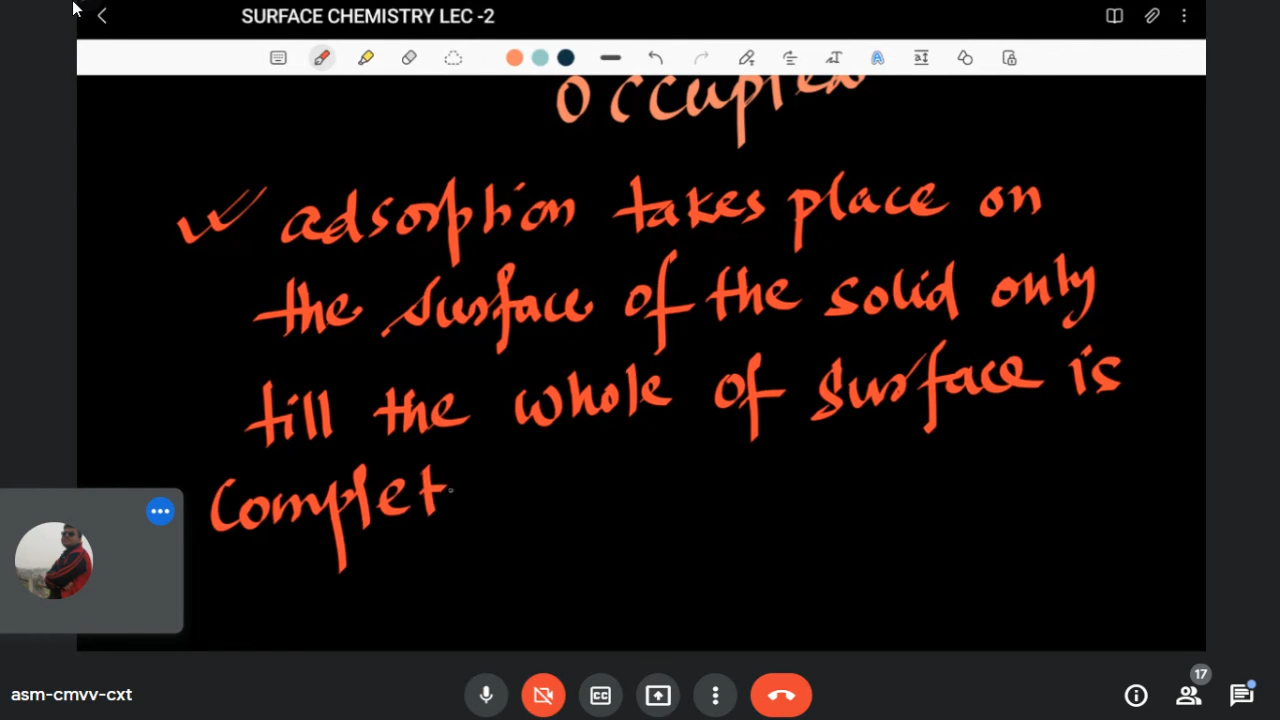 SURFACE CHEMISTRY LEC -2
occupied
adsorption takes place on
the surface of the solid only
till the whole of surface is
Complet
asm-cmvv-cxt
17